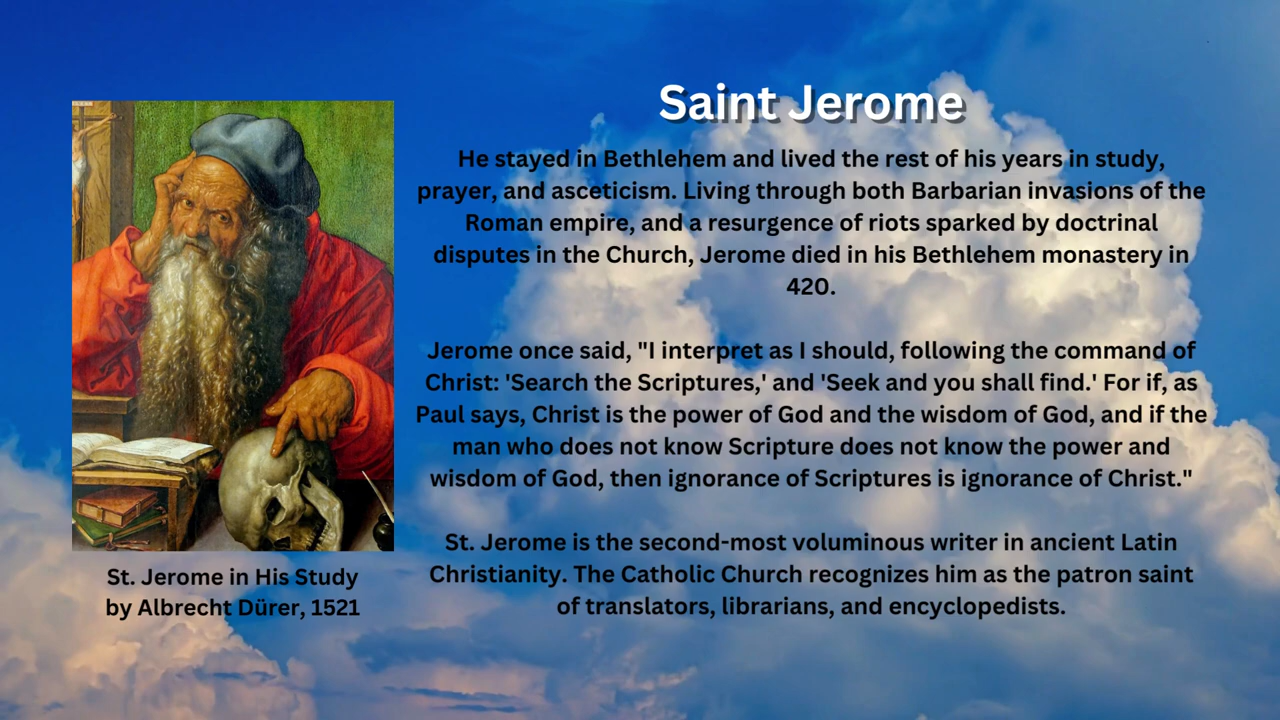 Saint Jerome
He stayed in Bethlehem and lived the rest of his years in study,
prayer, and asceticism. Living through both Barbarian invasions of the
Roman empire, and a resurgence of riots sparked by doctrinal
disputes in the Church, Jerome died in his Bethlehem monastery in
420.
Jerome once said, "I interpret as I should, following the command of
Christ: 'Search the Scriptures,' and 'Seek and you shall find.' For if, as
Paul says, Christ is the power of God and the wisdom of God, and if the
man who does not know Scripture does not know the power and
wisdom of God, then ignorance of Scriptures is ignorance of Christ."
St. Jerome is the second-most voluminous writer in ancient Latin
Christianity. The Catholic Church recognizes him as the patron saint
of translators, librarians, and encyclopedists.
St. Jerome in His Study
by Albrecht Dürer, 1521